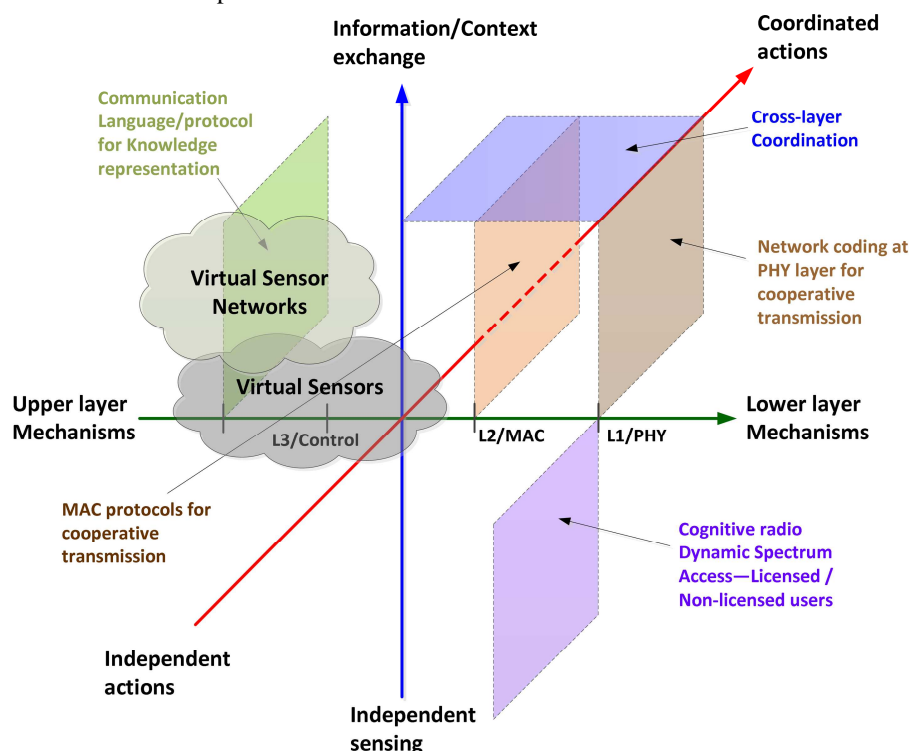 Information/Context
exchange
Coordinated
actions
Communication
Language/protocol
for Knowledge
representation
Cross-layer
Coordination
Virtual Sensor
Networks
Network coding at
PHY layer for
cooperative
transmission
Virtual Sensors
Upper layer
Mechanisms
L3/Control
L2/MAC
L1/PHY
Lower layer
Mechanisms
MAC protocols for
cooperative
transmission
Cognitive radio
Dynamic Spectrum
Access—Licensed /
Non-licensed users
Independent
actions
Independent
sensing